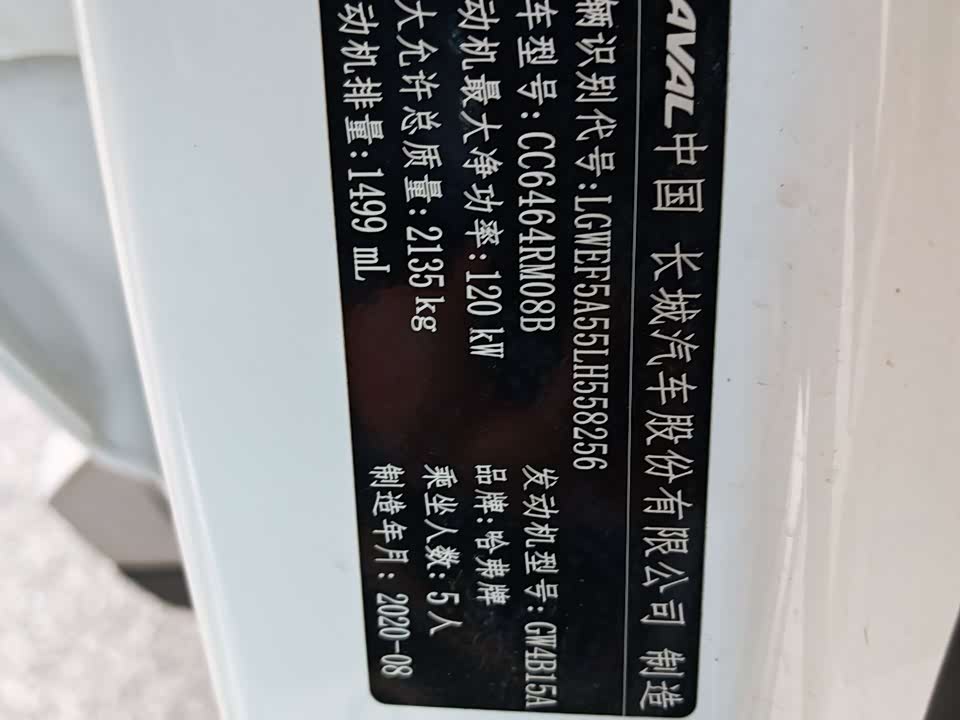 AVAL 中国 长城汽车股份有限公司 制造
辆识别代号:LGWEF5A55LH558256
车型号:CC6464RM08B 发动机型号:GW4B15A
动机最大净功率:120 kW 品牌:哈弗牌
大允许总质量:2135 kg 乘坐人数:5人
动机排量:1499 mL 制造年月:2020-08